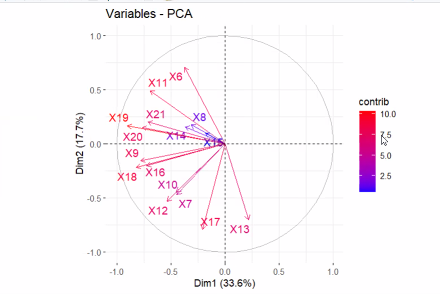 Variables - PCA
1.0
0.5
0.0
-0.5
-1.0
Dim2 (17.7%)
X6
X11
X19
X21
X8
X20
X14
X9
X18
X16
X10
X12
X7
X17
X13
-1.0 -0.5 0.0 0.5 1.0
Dim1 (33.6%)
contrib
10.0
7.5
5.0
2.5